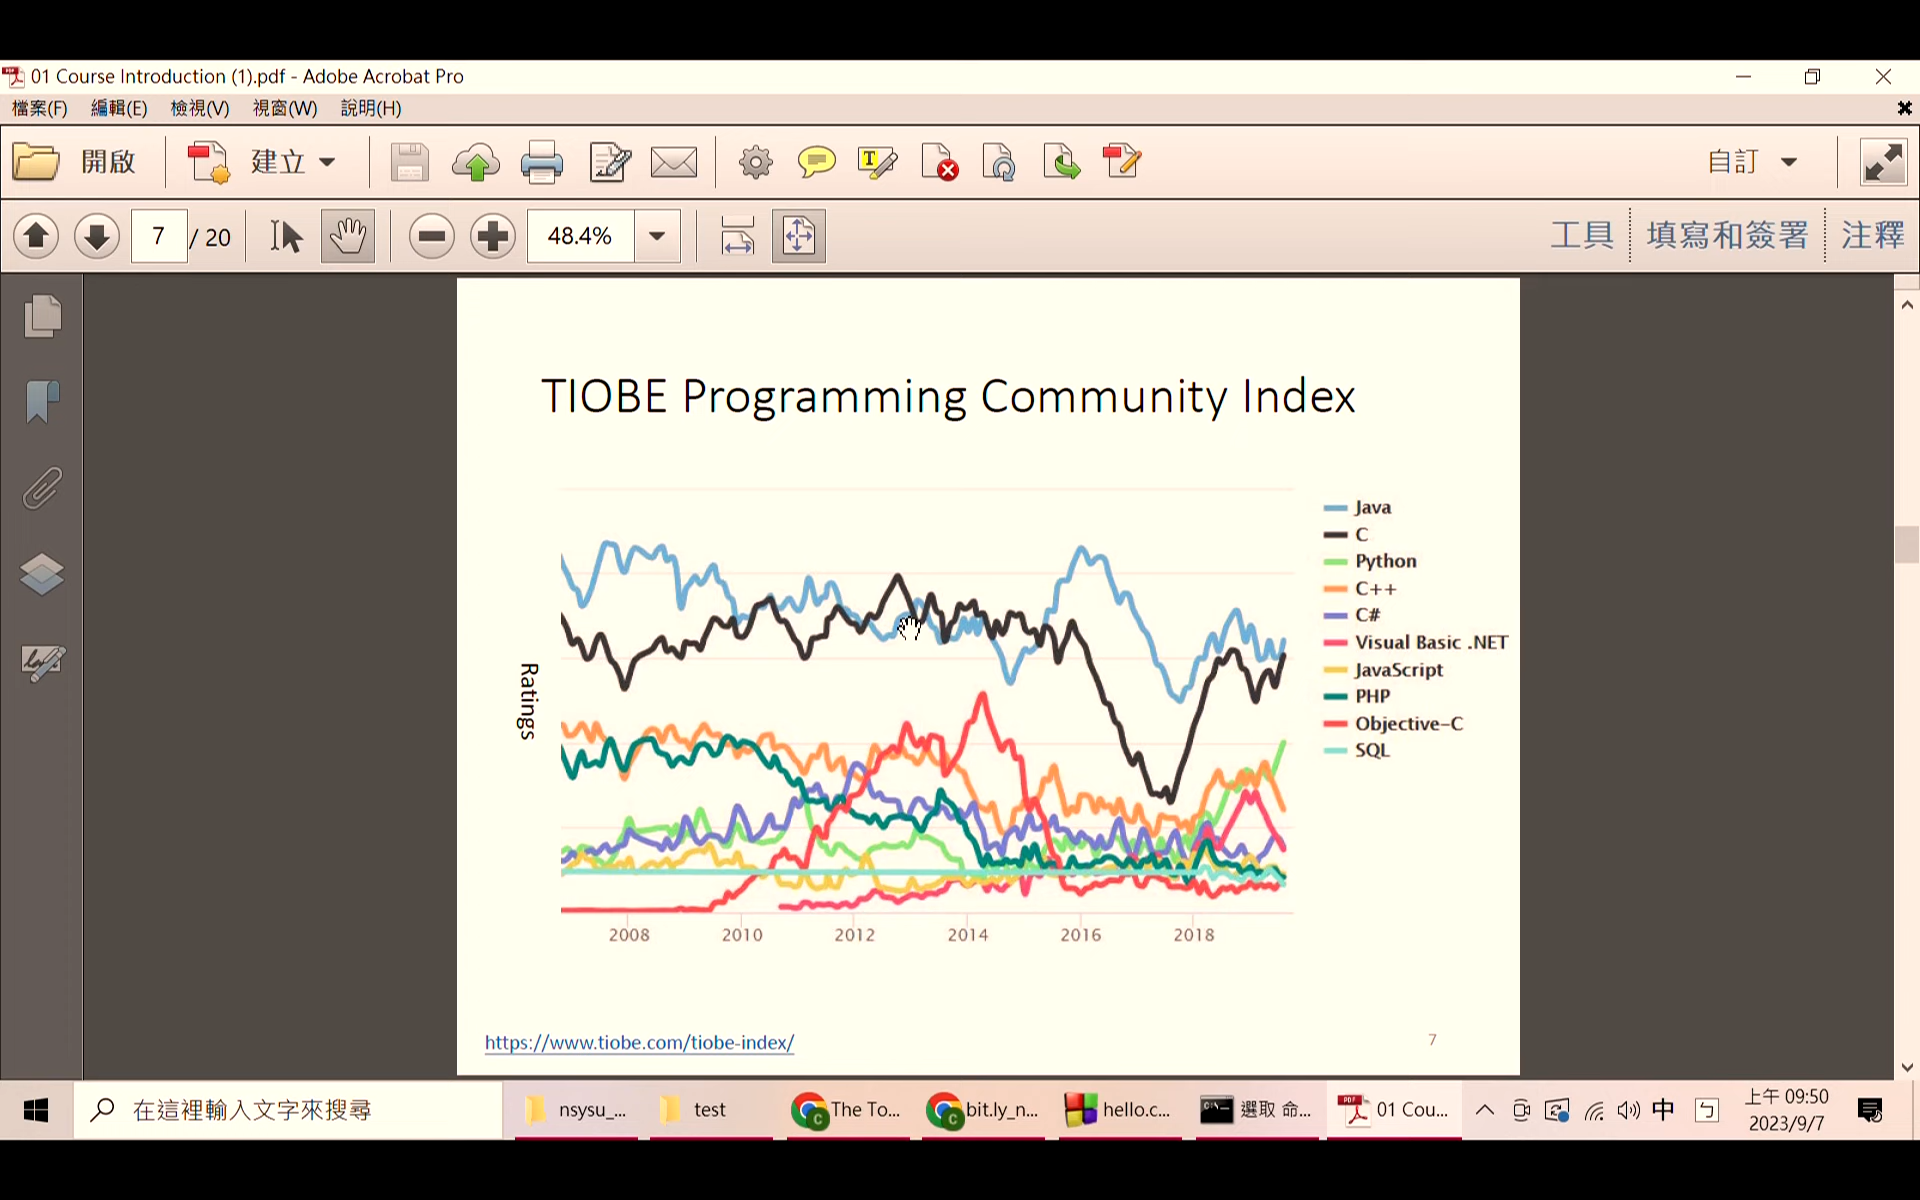 01 Course Introduction (1).pdf - Adobe Acrobat Pro
檔案(F) 編輯(E) 檢視(V) 視窗(W) 說明(H)
開啟 建立 自訂
7 / 20 48.4% 工具 填寫和簽署 注釋
TIOBE Programming Community Index
Ratings
Java
C
Python
C++
C#
Visual Basic .NET
JavaScript
PHP
Objective-C
SQL
2008 2010 2012 2014 2016 2018
https://www.tiobe.com/tiobe-index/ 7
在這裡輸入文字來搜尋 nsysu_... test The To... bit.ly_n... hello.c... 選取 命... 01 Cou... 中 上午 09:50
2023/9/7